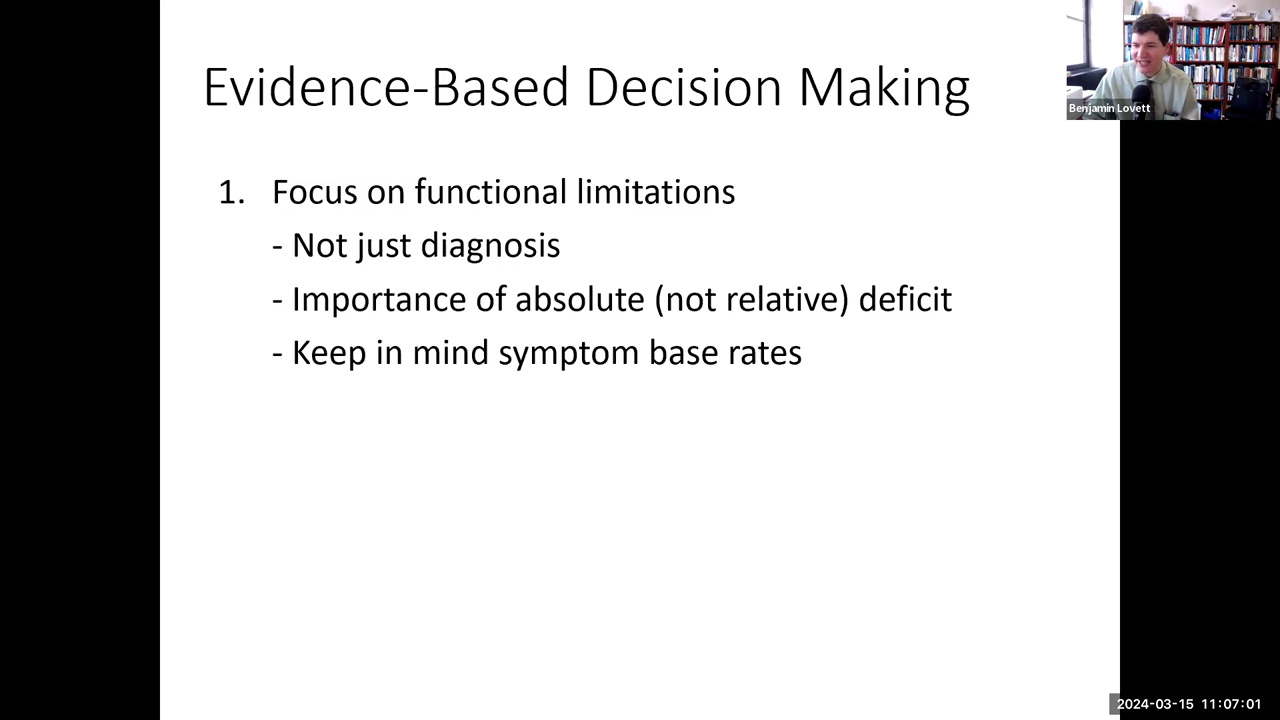 Evidence-Based Decision Making
Benjamin Lovett
1. Focus on functional limitations
- Not just diagnosis
- Importance of absolute (not relative) deficit
- Keep in mind symptom base rates
2024-03-15 11:07:01